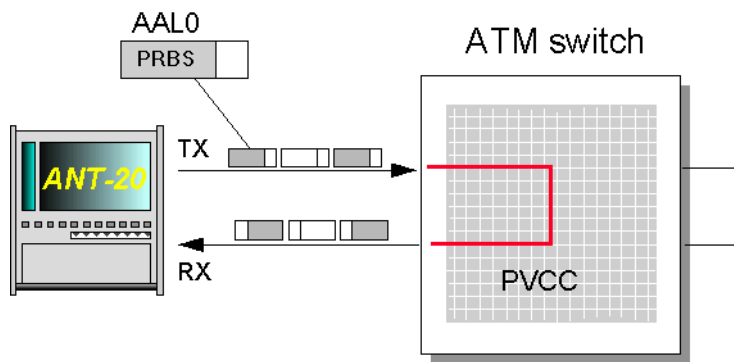 AAL0
PRBS
ATM switch
TX
ANT-20
RX
PVCC